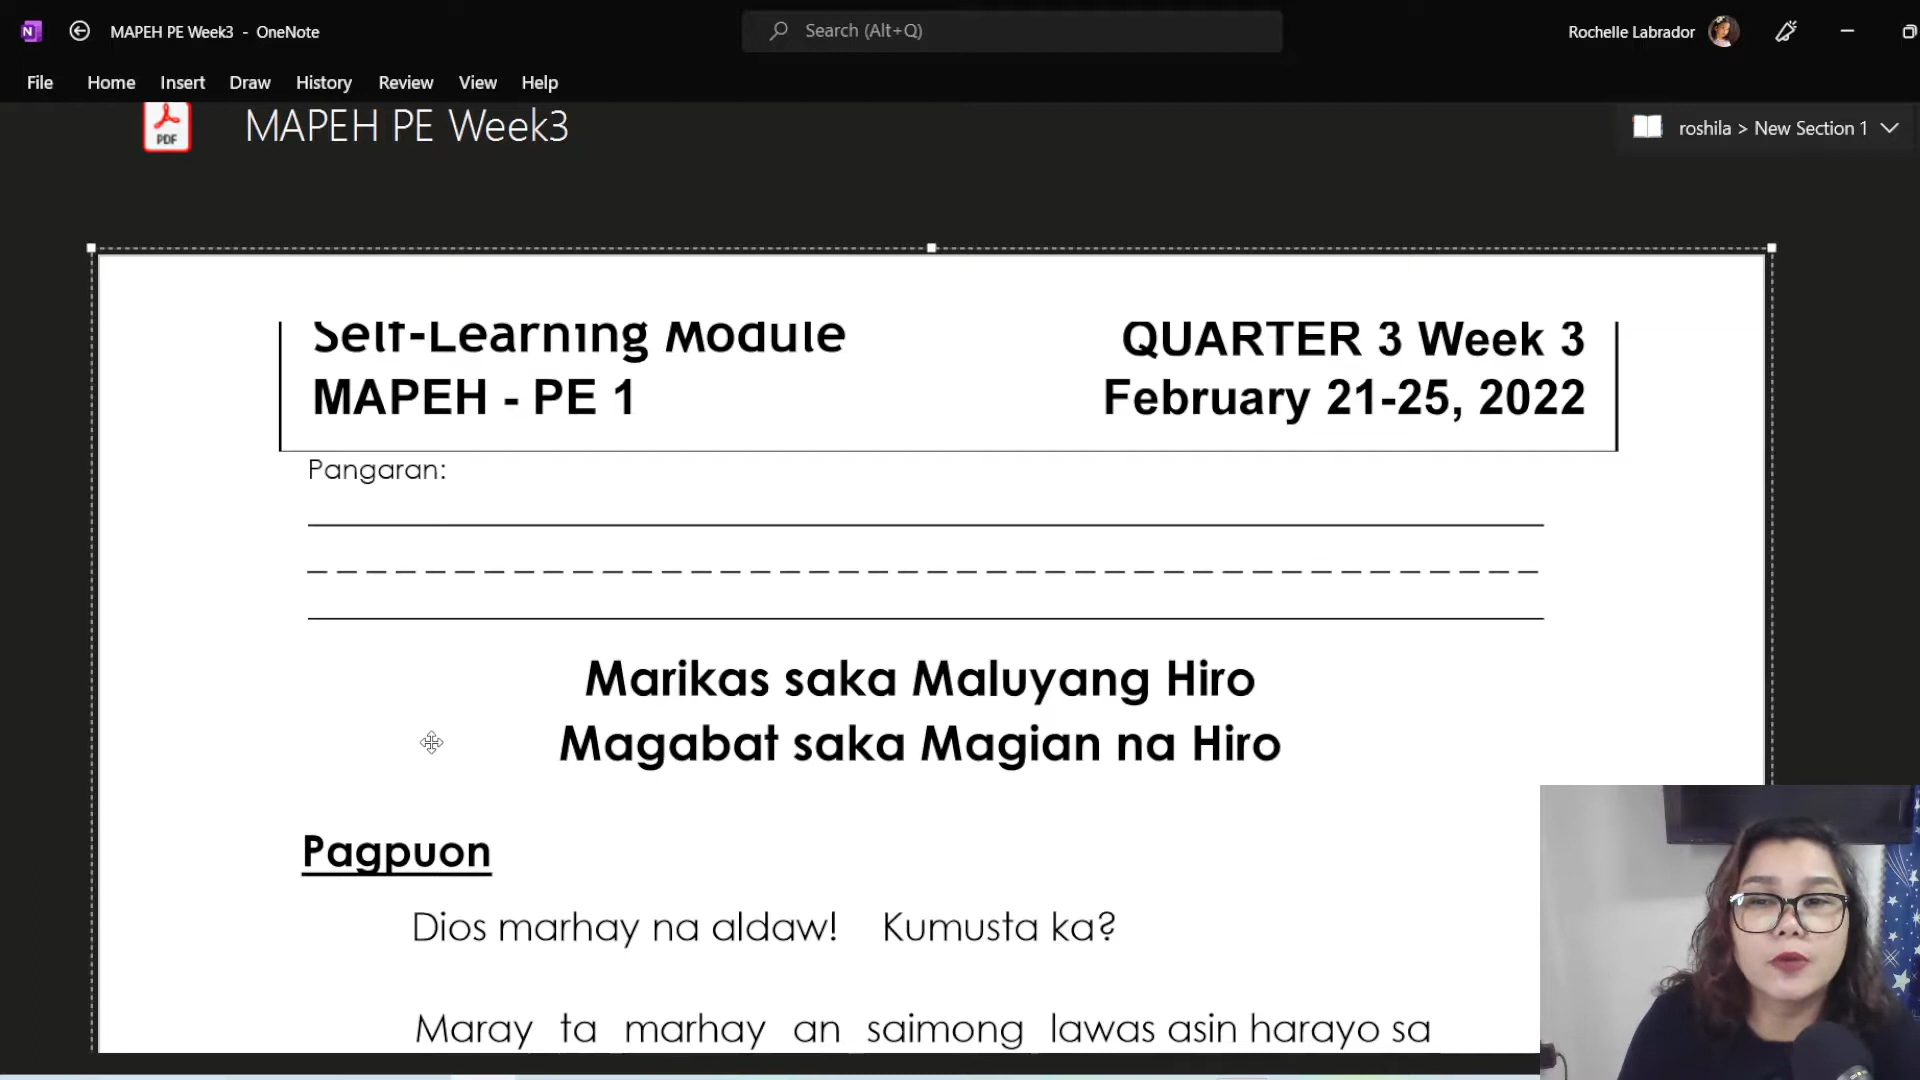 MAPEH PE Week3 - OneNote
Search (Alt+Q)
Rochelle Labrador
File Home Insert Draw History Review View Help
PDF
MAPEH PE Week3
roshila > New Section 1
Self-Learning Module
QUARTER 3 Week 3
MAPEH - PE 1
February 21-25, 2022
Pangaran:
Marikas saka Maluyang Hiro
Magabat saka Magian na Hiro
Pagpuon
Dios marhay na aldaw! Kumusta ka?
Maray ta marhay an saimong lawas asin harayo sa